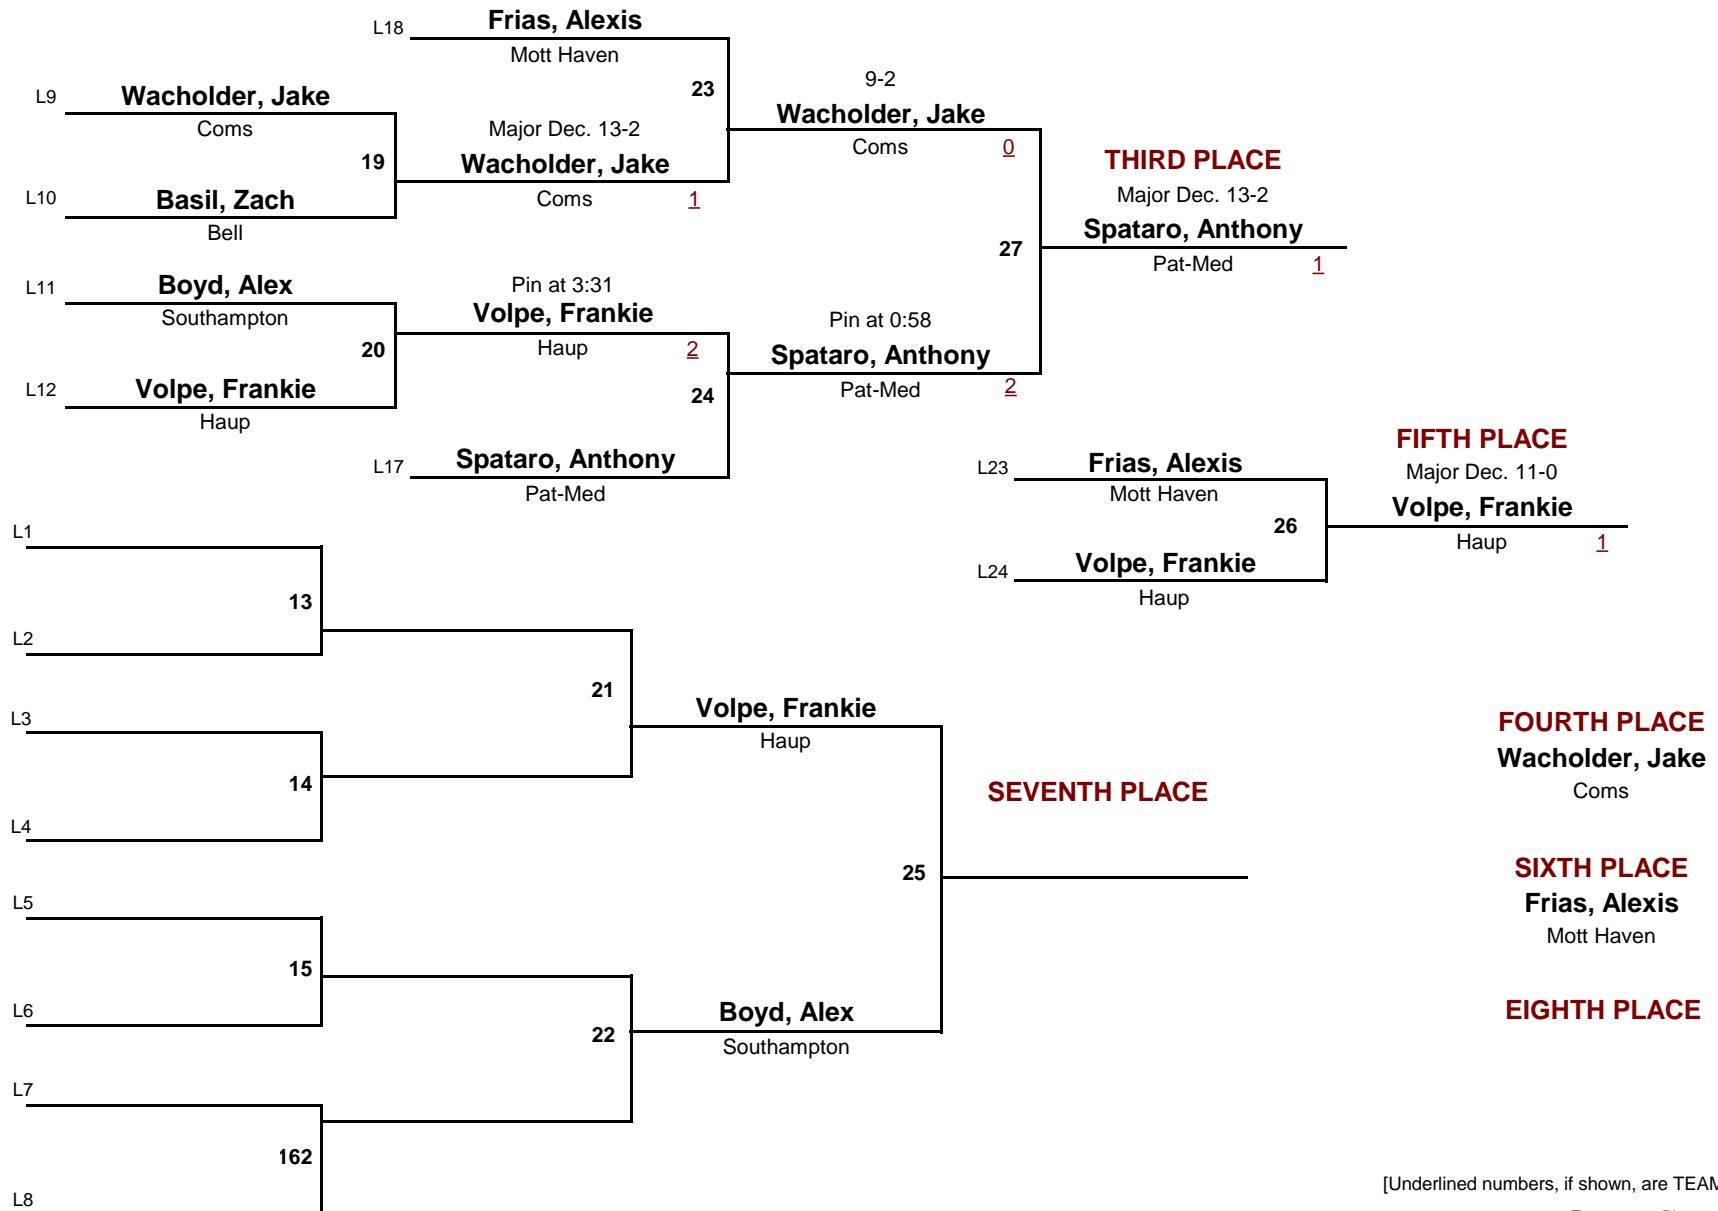 L18
Frias, Alexis
Mott Haven
23
9-2
L9
Wacholder, Jake
Coms
Major Dec. 13-2
Wacholder, Jake
Coms
0
19
Wacholder, Jake
Coms
1
THIRD PLACE
Major Dec. 13-2
L10
Basil, Zach
Bell
Spataro, Anthony
Pat-Med
1
27
L11
Boyd, Alex
Southampton
Pin at 3:31
Volpe, Frankie
Haup
2
20
Pin at 0:58
Spataro, Anthony
Pat-Med
2
L12
Volpe, Frankie
Haup
24
L17
Spataro, Anthony
Pat-Med
L23
Frias, Alexis
Mott Haven
FIFTH PLACE
Major Dec. 11-0
Volpe, Frankie
Haup
1
26
L24
Volpe, Frankie
Haup
L1
13
L2
21
L3
Volpe, Frankie
Haup
14
L4
SEVENTH PLACE
FOURTH PLACE
Wacholder, Jake
Coms
25
L5
SIXTH PLACE
Frias, Alexis
Mott Haven
15
L6
22
Boyd, Alex
Southampton
EIGHTH PLACE
L7
162
L8
[Underlined numbers, if shown, are TEAM